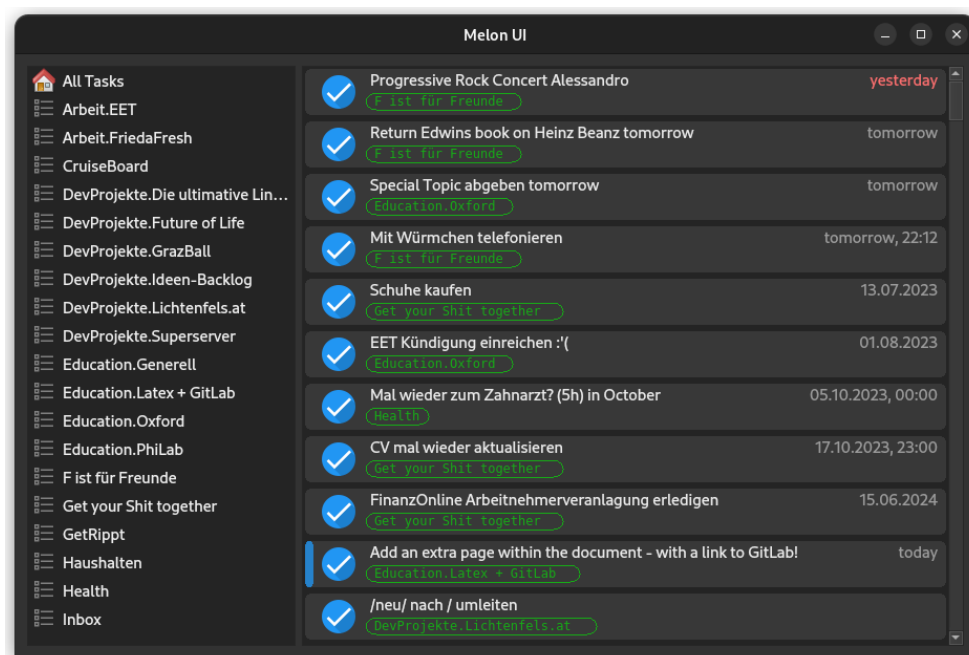 Melon UI
All Tasks
Arbeit.EET
Arbeit.FriedaFresh
CruiseBoard
DevProjekte.Die ultimative Lin...
DevProjekte.Future of Life
DevProjekte.GrazBall
DevProjekte.Ideen-Backlog
DevProjekte.Lichtenfels.at
DevProjekte.Superserver
Education.Generell
Education.Latex + GitLab
Education.Oxford
Education.PhiLab
F ist für Freunde
Get your Shit together
GetRippt
Haushalten
Health
Inbox
Progressive Rock Concert Alessandro yesterday
F ist für Freunde
Return Edwins book on Heinz Beanz tomorrow tomorrow
F ist für Freunde
Special Topic abgeben tomorrow tomorrow
Education.Oxford
Mit Würmchen telefonieren tomorrow, 22:12
F ist für Freunde
Schuhe kaufen 13.07.2023
Get your Shit together
EET Kündigung einreichen :'( 01.08.2023
Education.Oxford
Mal wieder zum Zahnarzt? (5h) in October 05.10.2023, 00:00
Health
CV mal wieder aktualisieren 17.10.2023, 23:00
Get your Shit together
FinanzOnline Arbeitnehmerveranlagung erledigen 15.06.2024
Get your Shit together
Add an extra page within the document - with a link to GitLab! today
Education.Latex + GitLab
/neu/ nach / umleiten
DevProjekte.Lichtenfels.at